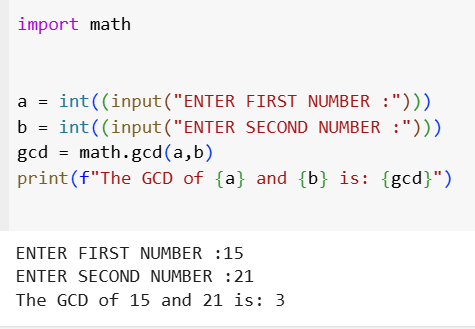 import math
a = int((input("ENTER FIRST NUMBER :")))
b = int((input("ENTER SECOND NUMBER :")))
gcd = math.gcd(a,b)
print(f"The GCD of {a} and {b} is: {gcd}")
ENTER FIRST NUMBER :15
ENTER SECOND NUMBER :21
The GCD of 15 and 21 is: 3